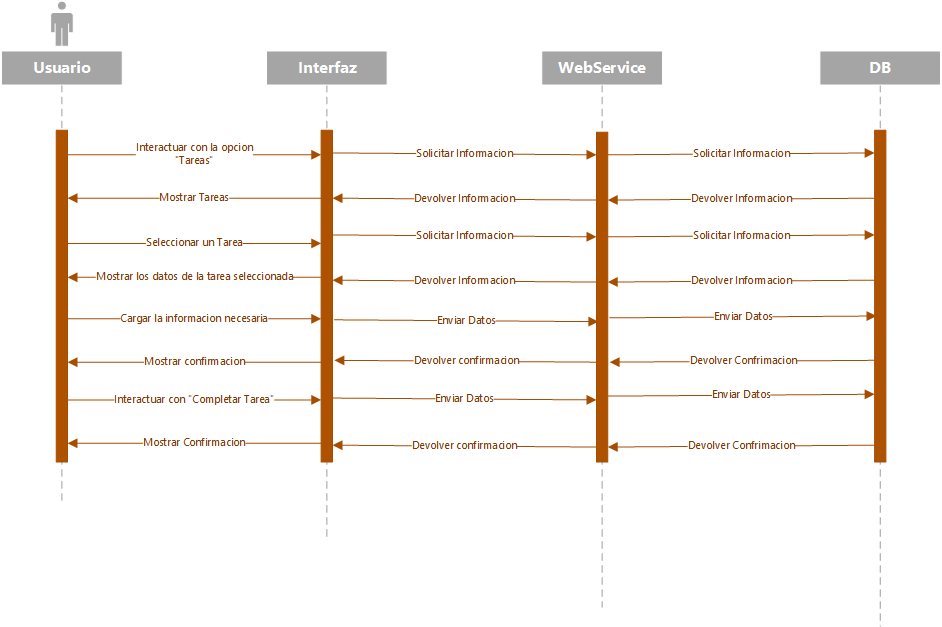 Usuario
Interfaz
WebService
DB
Interactuar con la opcion
"Tareas"
Solicitar Informacion
Solicitar Informacion
Mostrar Tareas
Devolver Informacion
Devolver Informacion
Seleccionar un Tarea
Solicitar Informacion
Solicitar Informacion
Mostrar los datos de la tarea seleccionada
Devolver Informacion
Devolver Informacion
Cargar la informacion necesaria
Enviar Datos
Enviar Datos
Mostrar confirmacion
Devolver confirmacion
Devolver Confrimacion
Interactuar con "Completar Tarea"
Enviar Datos
Enviar Datos
Mostrar Confirmacion
Devolver confirmacion
Devolver Confrimacion